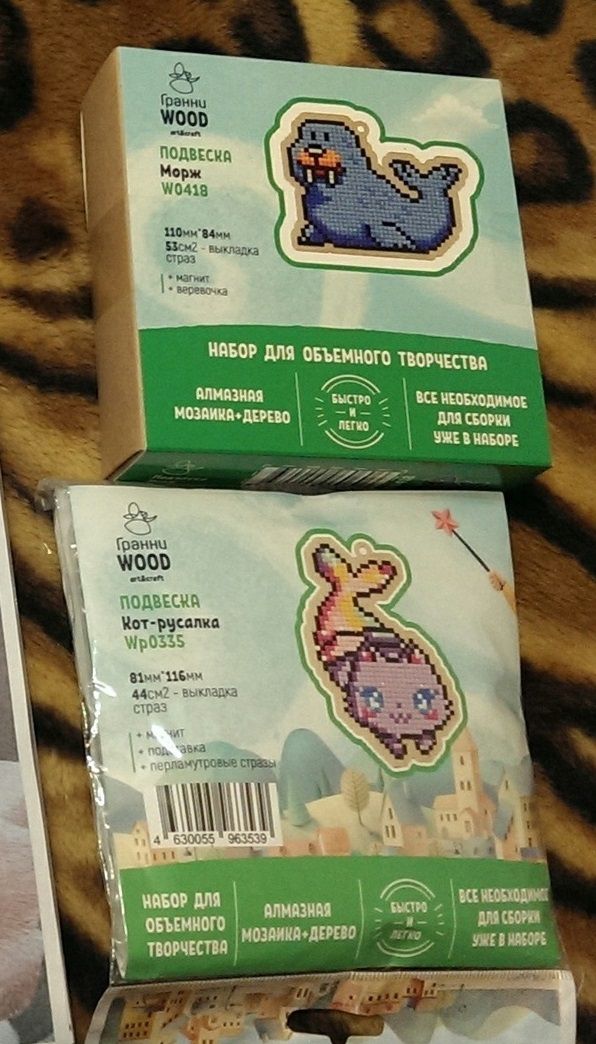 Гранни
WOOD
art&craft
ПОДВЕСКА
Морж
W0418
110мм*84мм
53см2 - выкладка
страз
+ магнит
+ веревочка
НАБОР ДЛЯ ОБЪЕМНОГО ТВОРЧЕСТВА
АЛМАЗНАЯ
МОЗАИКА+ДЕРЕВО
БЫСТРО
И
ЛЕГКО
ВСЕ НЕОБХОДИМОЕ
ДЛЯ СБОРКИ
УЖЕ В НАБОРЕ
Гранни
WOOD
art&craft
ПОДВЕСКА
Кот-русалка
Wp0335
81мм*116мм
44см2 - выкладка
страз
+ магнит
+ подставка
+ перламутровые стразы
4 630055 963539
НАБОР ДЛЯ
ОБЪЕМНОГО
ТВОРЧЕСТВА
АЛМАЗНАЯ
МОЗАИКА+ДЕРЕВО
БЫСТРО
И
ЛЕГКО
ВСЕ НЕОБХОДИМОЕ
ДЛЯ СБОРКИ
УЖЕ В НАБОРЕ